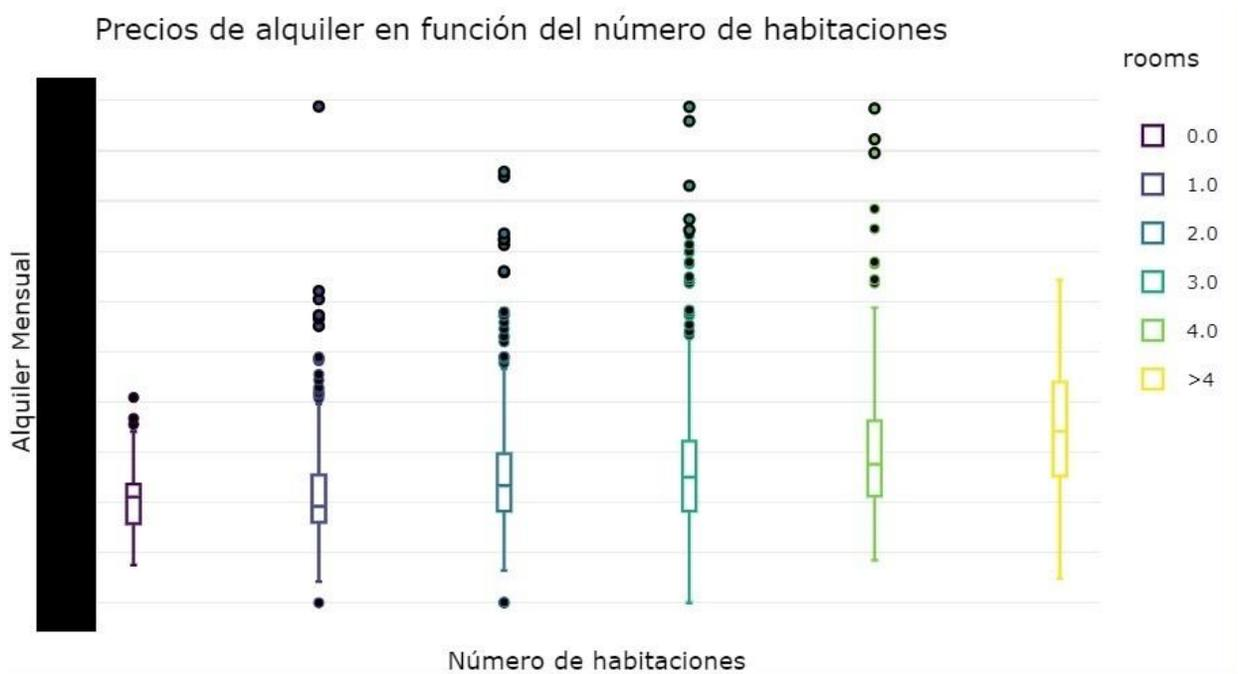 Precios de alquiler en función del número de habitaciones
rooms
0.0
1.0
2.0
3.0
4.0
>4
Alquiler Mensual
Número de habitaciones